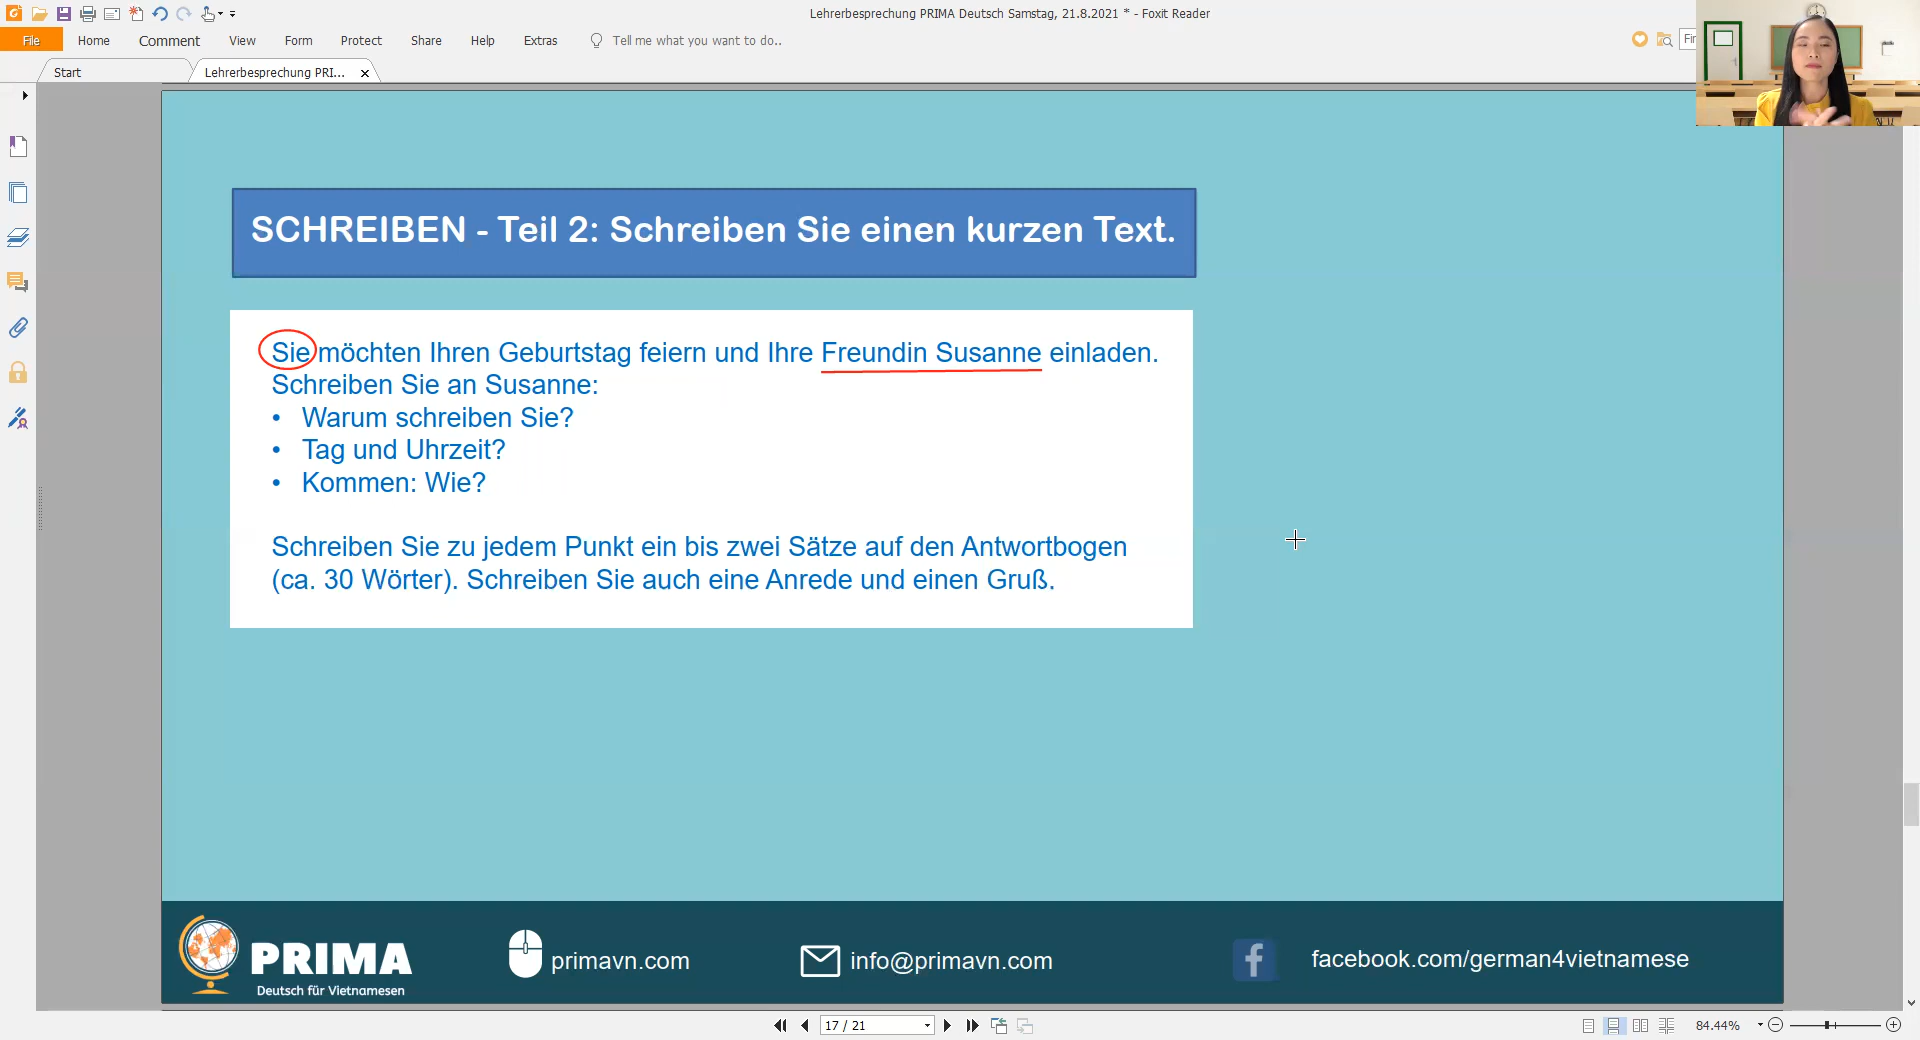 Lehrerbesprechung PRIMA Deutsch Samstag, 21.8.2021 * - Foxit Reader
File Home Comment View Form Protect Share Help Extras Tell me what you want to do..
Start Lehrerbesprechung PRI...
SCHREIBEN - Teil 2: Schreiben Sie einen kurzen Text.
Sie möchten Ihren Geburtstag feiern und Ihre Freundin Susanne einladen.
Schreiben Sie an Susanne:
• Warum schreiben Sie?
• Tag und Uhrzeit?
• Kommen: Wie?
Schreiben Sie zu jedem Punkt ein bis zwei Sätze auf den Antwortbogen
(ca. 30 Wörter). Schreiben Sie auch eine Anrede und einen Gruß.
PRIMA
Deutsch für Vietnamesen
primavn.com
info@primavn.com
facebook.com/german4vietnamese
17 / 21
84.44%